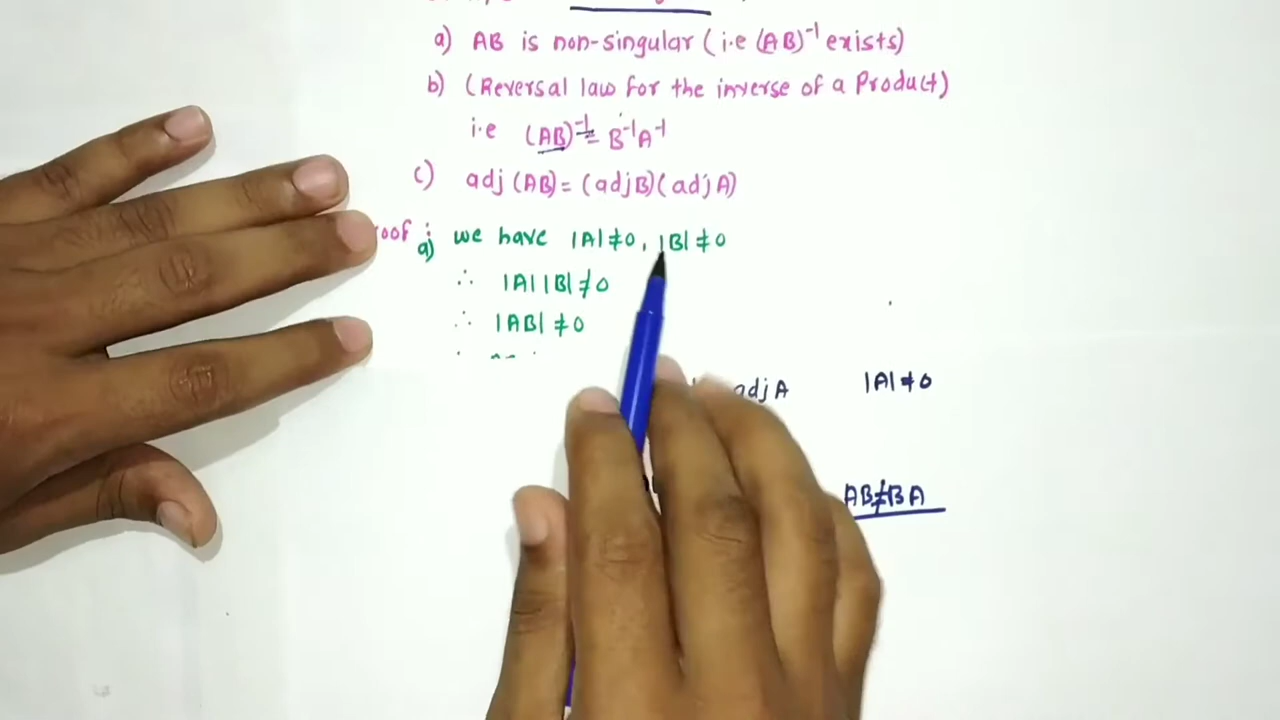 a) AB is non-singular (i.e (AB)⁻¹ exists)
b) (Reversal law for the inverse of a Product)
i.e (AB)⁻¹ = B⁻¹A⁻¹
c) adj (AB) = (adj B) (adj A)
a) we have |A| ≠ 0, |B| ≠ 0
∴ |A| |B| ≠ 0
∴ |AB| ≠ 0
adj A |A| ≠ 0
AB ≠ BA